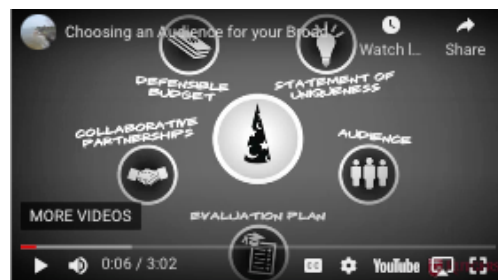 Choosing an Audience for your Broad
Watch l...
Share
DEFENSIBLE
BUDGET
STATEMENT OF
UNIQUENESS
COLLABORATIVE
PARTNERSHIPS
AUDIENCE
MORE VIDEOS
EVALUATION PLAN
0:06 / 3:02
CC
YouTube